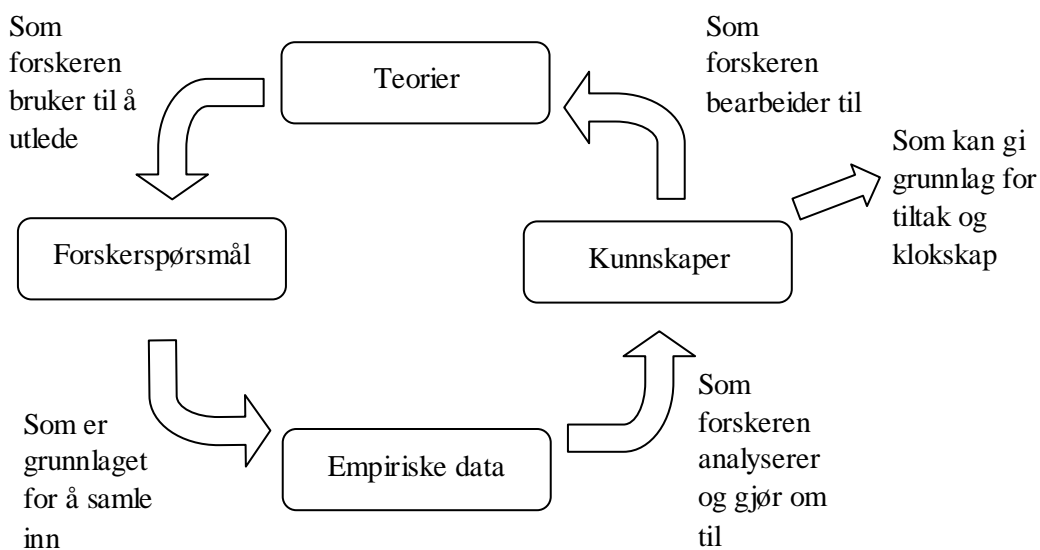 Som
forskeren
bruker til å
utlede
Teorier
Som
forskeren
bearbeider til
Som kan gi
grunnlag for
tiltak og
klokskap
Forskerspørsmål
Kunnskaper
Som er
grunnlaget
for å samle
inn
Empiriske data
Som
forskeren
analyserer
og gjør om
til